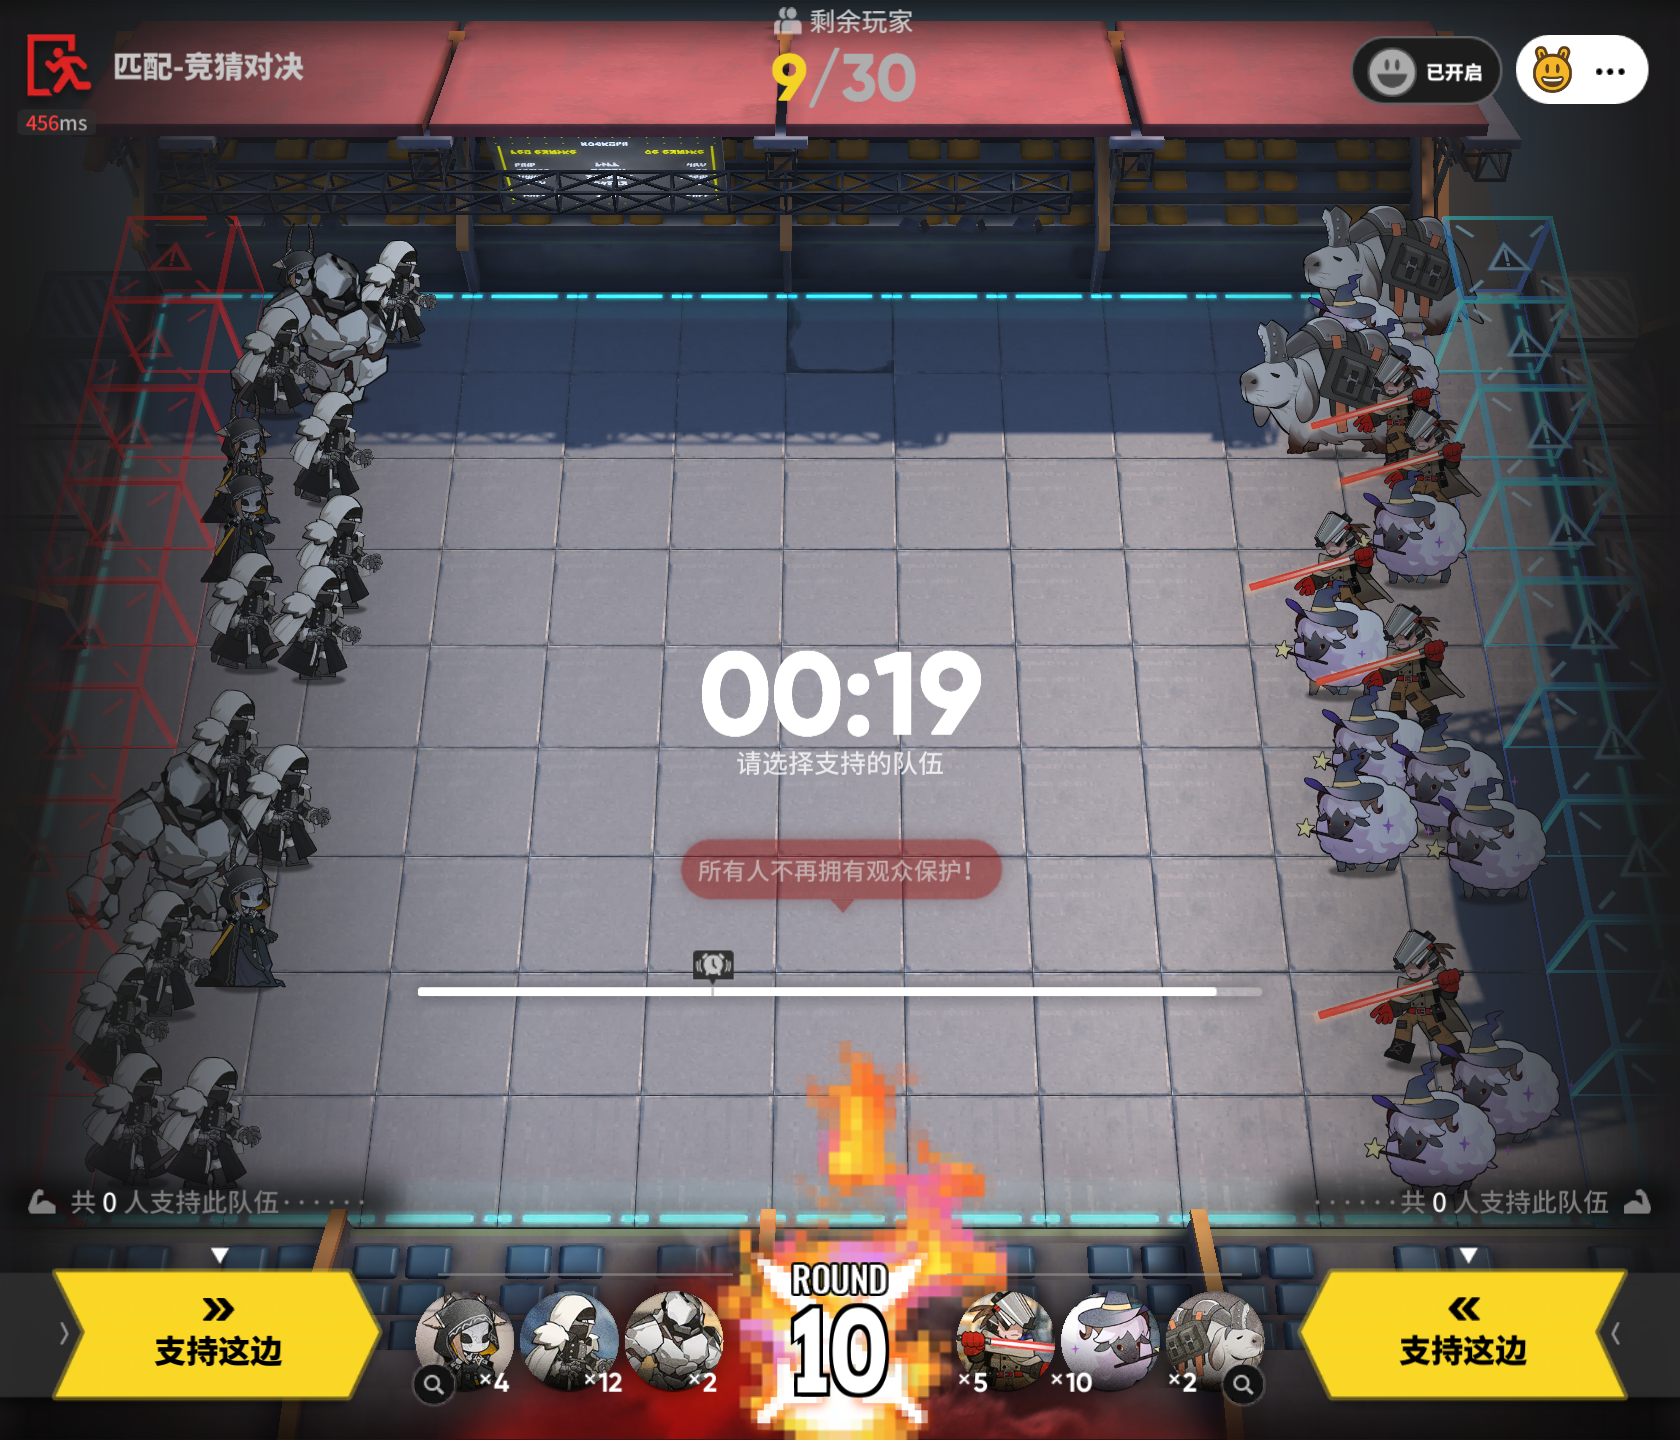 剩余玩家
匹配-竞猜对决
9/30
已开启
456ms
00:19
请选择支持的队伍
所有人不再拥有观众保护!
共 0 人支持此队伍
共 0 人支持此队伍
支持这边
×4
×12
×2
ROUND
10
×5
×10
×2
支持这边